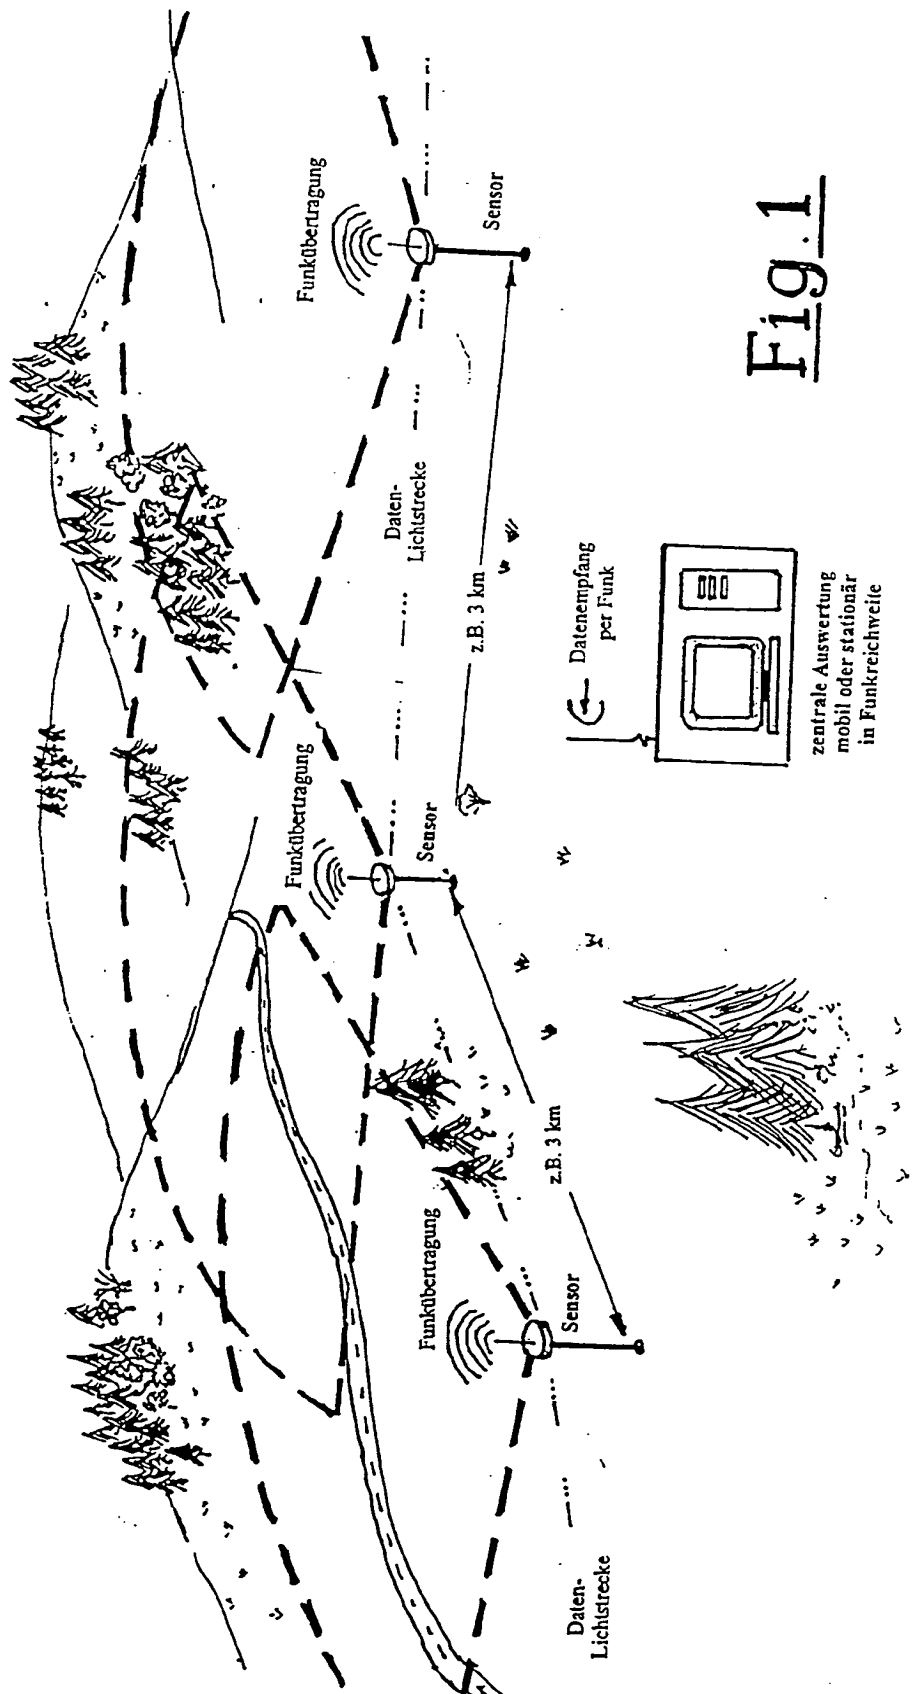 Funkübertragung
Sensor
Daten-
Lichtstrecke
Funkübertragung
Sensor
Daten-
Lichtstrecke
Funkübertragung
Sensor
z.B. 3 km
z.B. 3 km
Datenempfang
per Funk
zentrale Auswertung
mobil oder stationär
in Funkreichweite
Fig.1